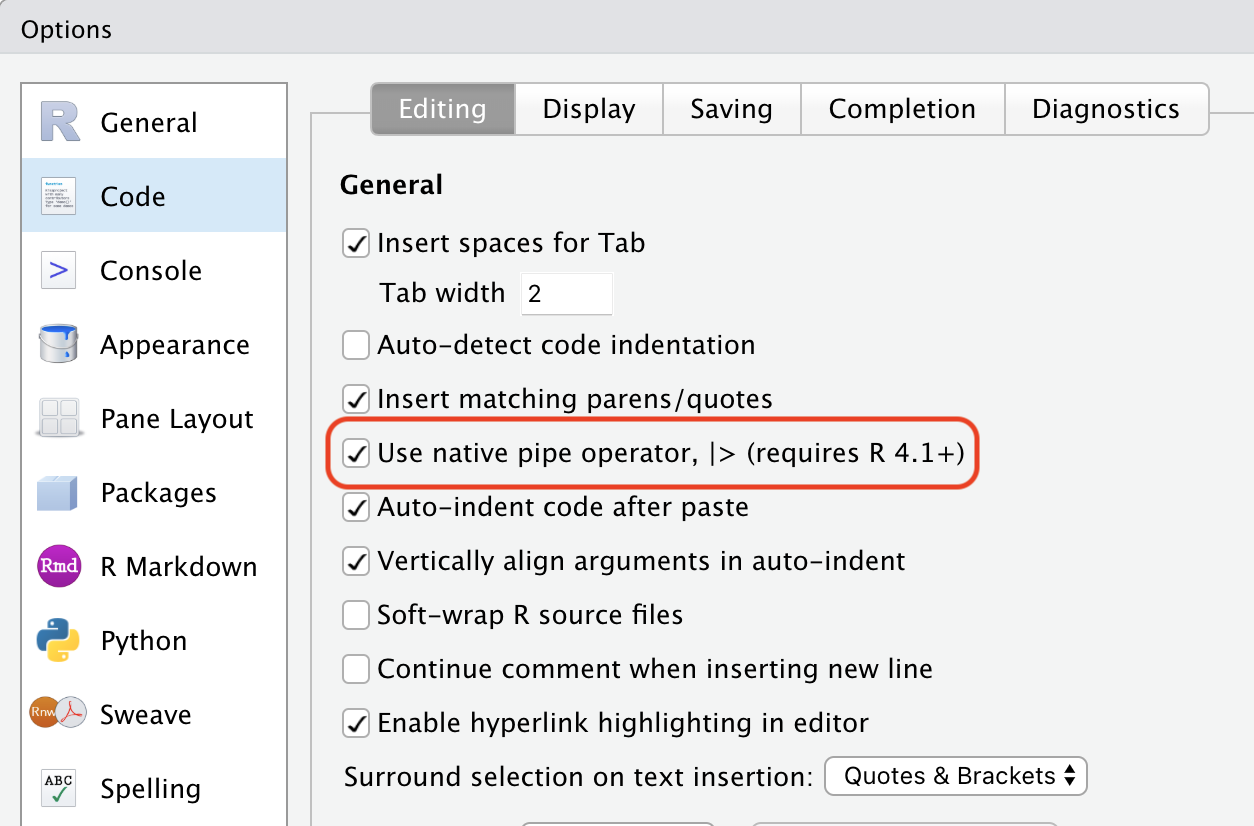 Options
General
Code
Console
Appearance
Pane Layout
Packages
Rmd
R Markdown
Python
Rnw
Sweave
ABC
Spelling
Editing
Display
Saving
Completion
Diagnostics
General
Insert spaces for Tab
Tab width 2
Auto-detect code indentation
Insert matching parens/quotes
Use native pipe operator, |> (requires R 4.1+)
Auto-indent code after paste
Vertically align arguments in auto-indent
Soft-wrap R source files
Continue comment when inserting new line
Enable hyperlink highlighting in editor
Surround selection on text insertion: Quotes & Brackets